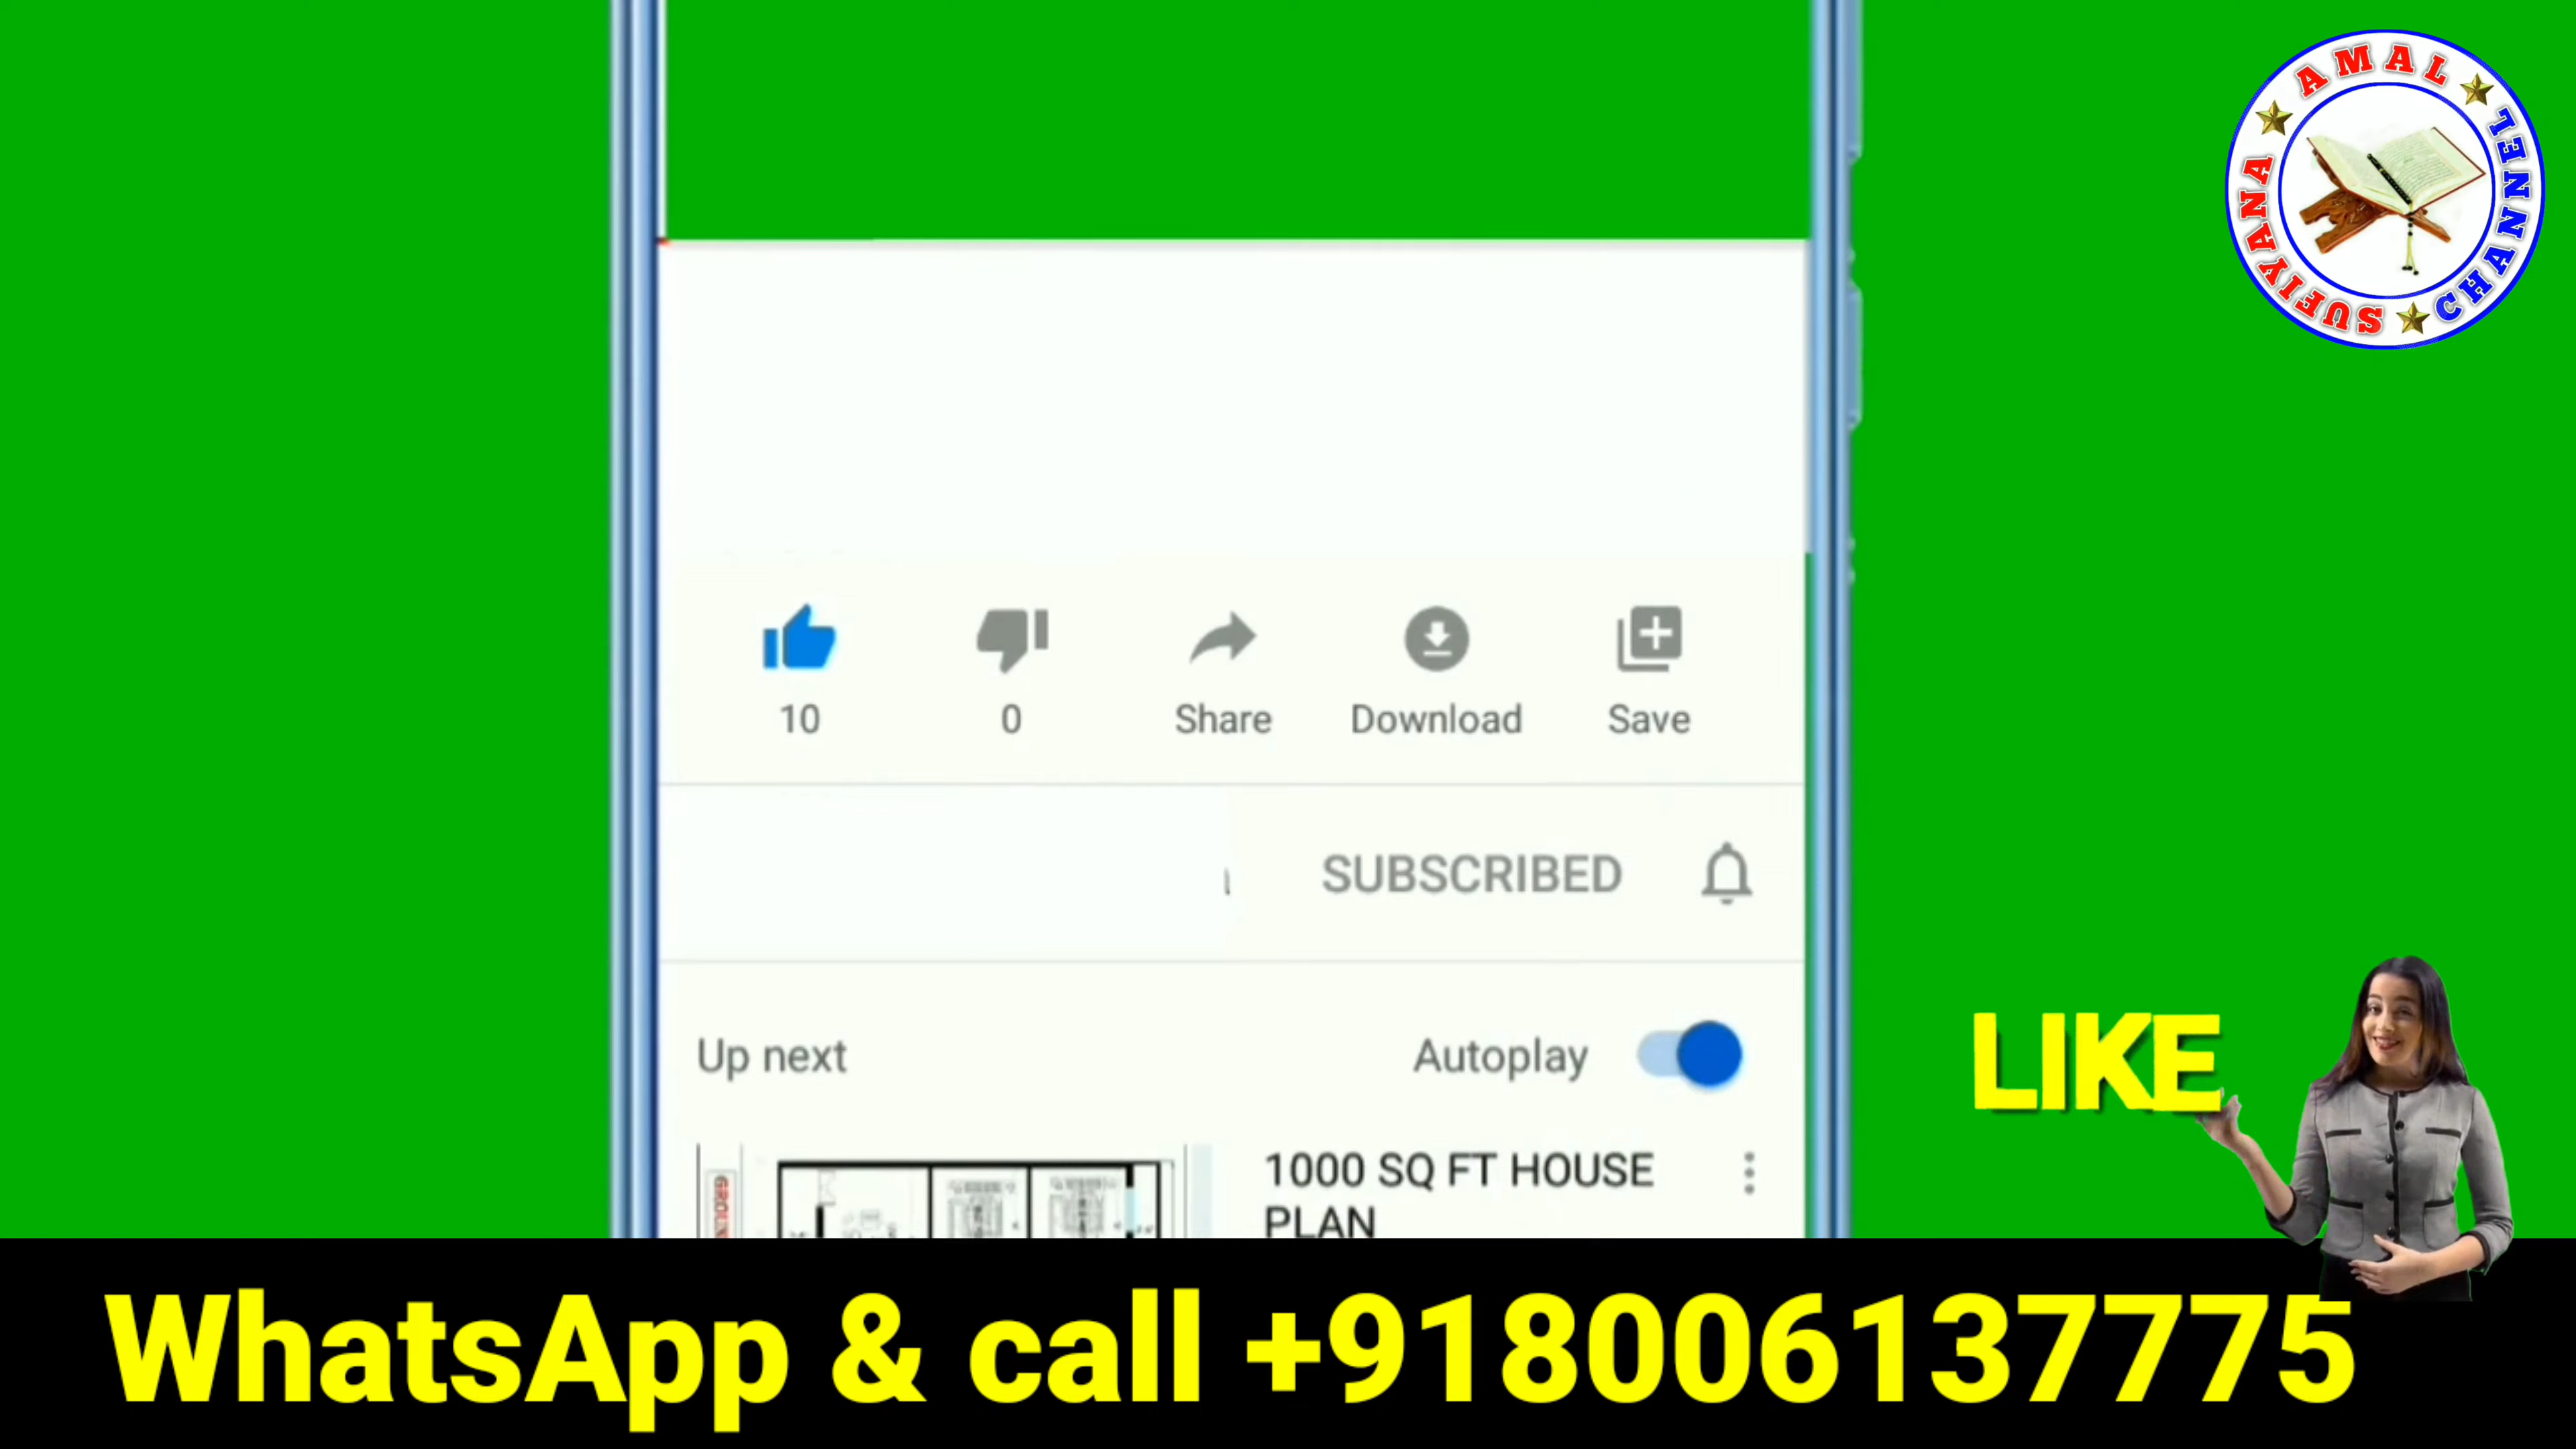 SUFIYANA AMAL CHANNEL
10
0
Share
Download
Save
SUBSCRIBED
Up next
Autoplay
1000 SQ FT HOUSE
PLAN
LIKE
WhatsApp & call +918006137775